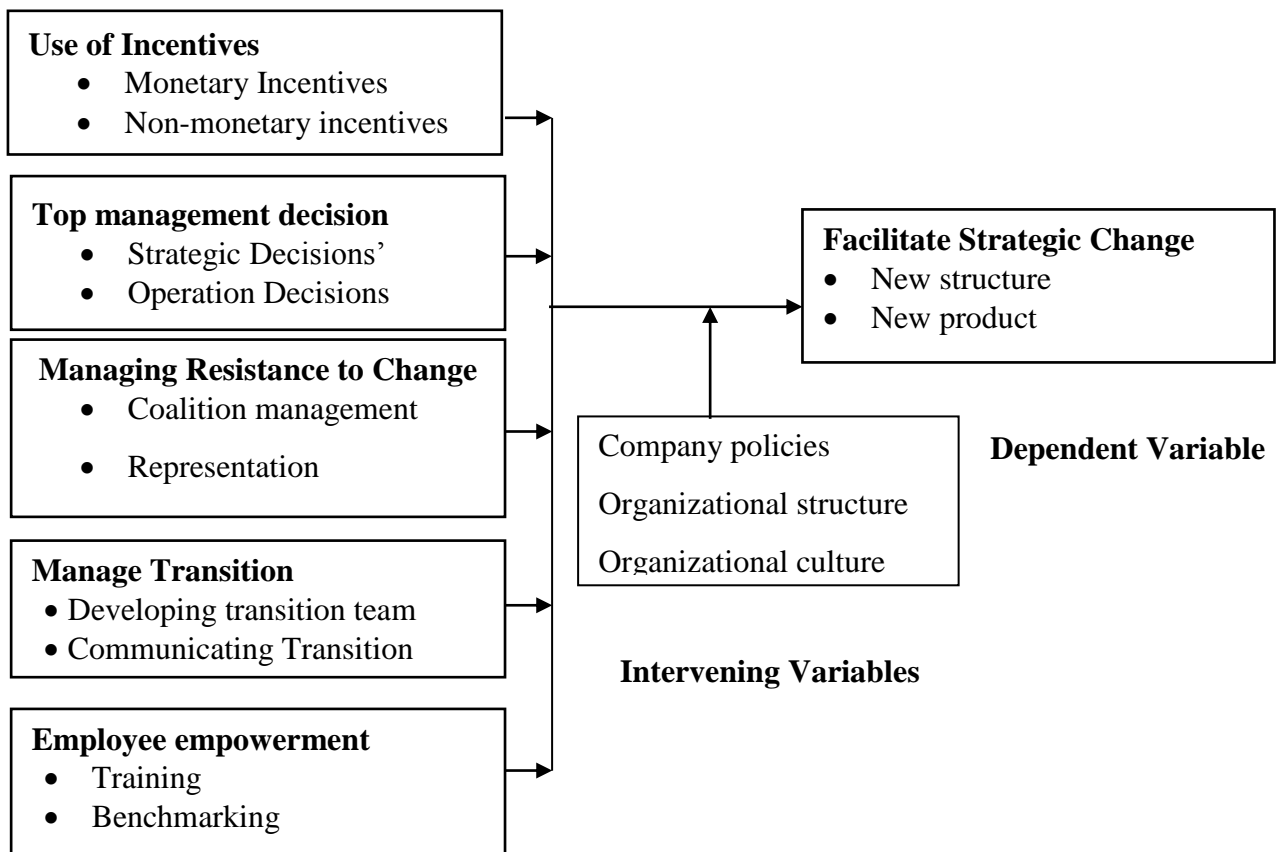 Use of Incentives
• Monetary Incentives
• Non-monetary incentives
Top management decision
• Strategic Decisions’
• Operation Decisions
Managing Resistance to Change
• Coalition management
• Representation
Manage Transition
• Developing transition team
• Communicating Transition
Employee empowerment
• Training
• Benchmarking
Company policies
Organizational structure
Organizational culture
Intervening Variables
Facilitate Strategic Change
• New structure
• New product
Dependent Variable